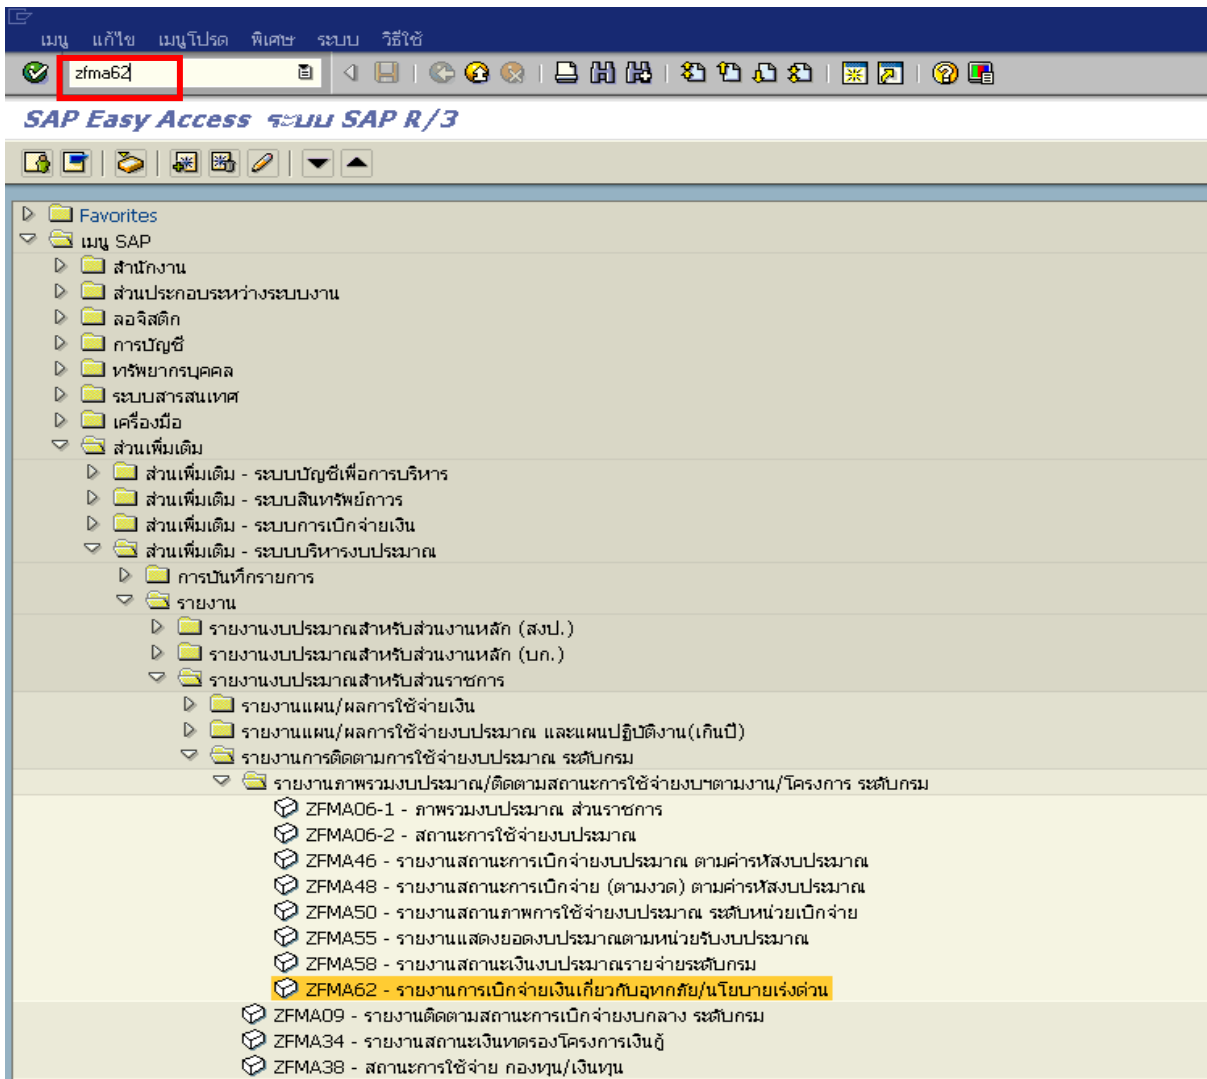 เมนู แก้ไข เมนูโปรด พิเศษ ระบบ วิธีใช้
zfma62
SAP Easy Access ระบบ SAP R/3
Favorites
เมนู SAP
สำนักงาน
ส่วนประกอบระหว่างระบบงาน
ลอจิสติก
การบัญชี
ทรัพยากรบุคคล
ระบบสารสนเทศ
เครื่องมือ
ส่วนเพิ่มเติม
ส่วนเพิ่มเติม - ระบบบัญชีเพื่อการบริหาร
ส่วนเพิ่มเติม - ระบบสินทรัพย์ถาวร
ส่วนเพิ่มเติม - ระบบการเบิกจ่ายเงิน
ส่วนเพิ่มเติม - ระบบบริหารงบประมาณ
การบันทึกรายการ
รายงาน
รายงานงบประมาณสำหรับส่วนงานหลัก (สงป.)
รายงานงบประมาณสำหรับส่วนงานหลัก (บก.)
รายงานงบประมาณสำหรับส่วนราชการ
รายงานแผน/ผลการใช้จ่ายเงิน
รายงานแผน/ผลการใช้จ่ายงบประมาณ และแผนปฏิบัติงาน(เกินปี)
รายงานการติดตามการใช้จ่ายงบประมาณ ระดับกรม
รายงานภาพรวมงบประมาณ/ติดตามสถานะการใช้จ่ายงบฯตามงาน/โครงการ ระดับกรม
ZFMA06-1 - ภาพรวมงบประมาณ ส่วนราชการ
ZFMA06-2 - สถานะการใช้จ่ายงบประมาณ
ZFMA46 - รายงานสถานะการเบิกจ่ายงบประมาณ ตามค่ารหัสงบประมาณ
ZFMA48 - รายงานสถานะการเบิกจ่าย (ตามงวด) ตามค่ารหัสงบประมาณ
ZFMA50 - รายงานสถานภาพการใช้จ่ายงบประมาณ ระดับหน่วยเบิกจ่าย
ZFMA55 - รายงานแสดงยอดงบประมาณตามหน่วยรับงบประมาณ
ZFMA58 - รายงานสถานะเงินงบประมาณรายจ่ายระดับกรม
ZFMA62 - รายงานการเบิกจ่ายเงินเกี่ยวกับอุทกภัย/นโยบายเร่งด่วน
ZFMA09 - รายงานติดตามสถานะการเบิกจ่ายงบกลาง ระดับกรม
ZFMA34 - รายงานสถานะเงินทดรองโครงการเงินกู้
ZFMA38 - สถานะการใช้จ่าย กองทุน/เงินทุน